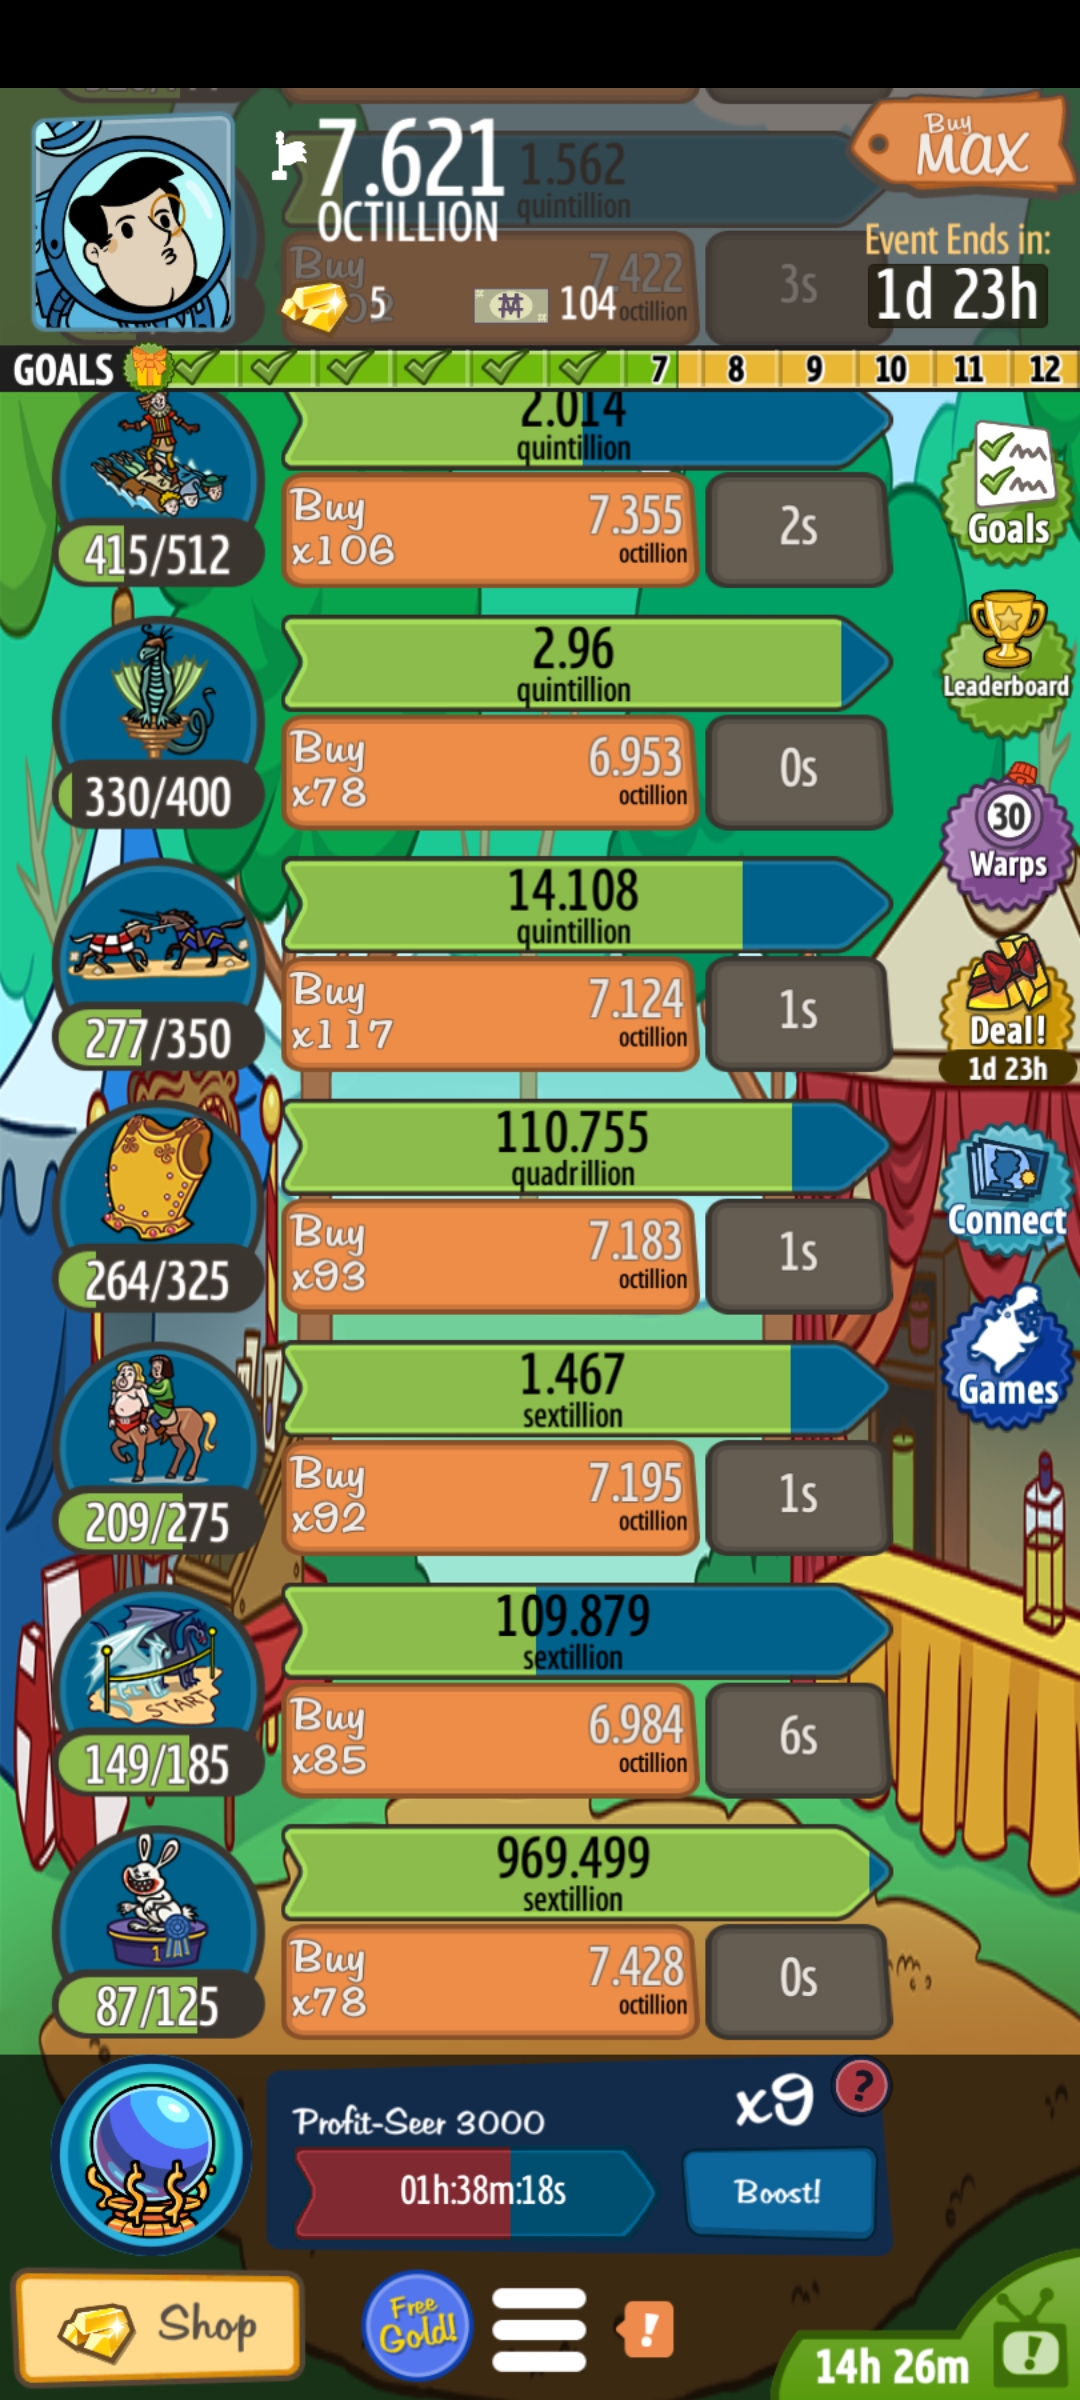 7.621
OCTILLION
1.562
quintillion
Buy
MAX
Buy
7.422
octillion
3s
5
104
Event Ends in:
1d 23h
GOALS
7
8
9
10
11
12
2.014
quintillion
415/512
Buy
x106
7.355
octillion
2s
Goals
2.96
quintillion
330/400
Buy
x78
6.953
octillion
0s
Leaderboard
30
Warps
14.108
quintillion
277/350
Buy
x117
7.124
octillion
1s
Deal!
1d 23h
110.755
quadrillion
264/325
Buy
x93
7.183
octillion
1s
Connect
1.467
sextillion
209/275
Buy
x92
7.195
octillion
1s
Games
109.879
sextillion
START
149/185
Buy
x85
6.984
octillion
6s
969.499
sextillion
1
87/125
Buy
x78
7.428
octillion
0s
Profit-Seer 3000
x9
?
01h:38m:18s
Boost!
Shop
Free
Gold!
!
14h 26m
!